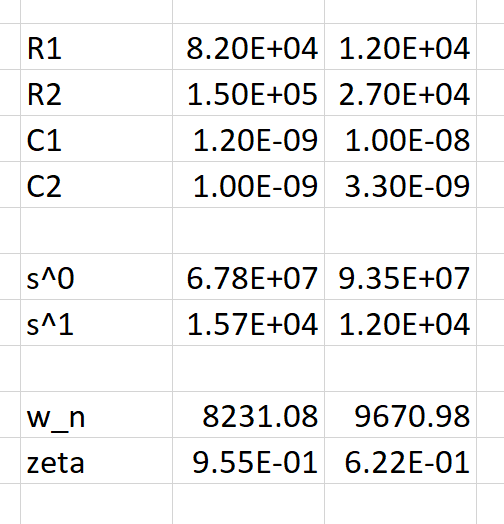 R1 8.20E+04 1.20E+04
R2 1.50E+05 2.70E+04
C1 1.20E-09 1.00E-08
C2 1.00E-09 3.30E-09
s^0 6.78E+07 9.35E+07
s^1 1.57E+04 1.20E+04
w_n 8231.08 9670.98
zeta 9.55E-01 6.22E-01